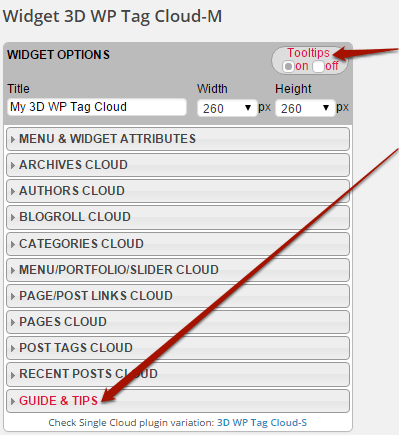 Widget 3D WP Tag Cloud-M
WIDGET OPTIONS
Tooltips
on off
Title Width Height
My 3D WP Tag Cloud 260 px 260 px
MENU & WIDGET ATTRIBUTES
ARCHIVES CLOUD
AUTHORS CLOUD
BLOGROLL CLOUD
CATEGORIES CLOUD
MENU/PORTFOLIO/SLIDER CLOUD
PAGE/POST LINKS CLOUD
PAGES CLOUD
POST TAGS CLOUD
RECENT POSTS CLOUD
GUIDE & TIPS
Check Single Cloud plugin variation: 3D WP Tag Cloud-S